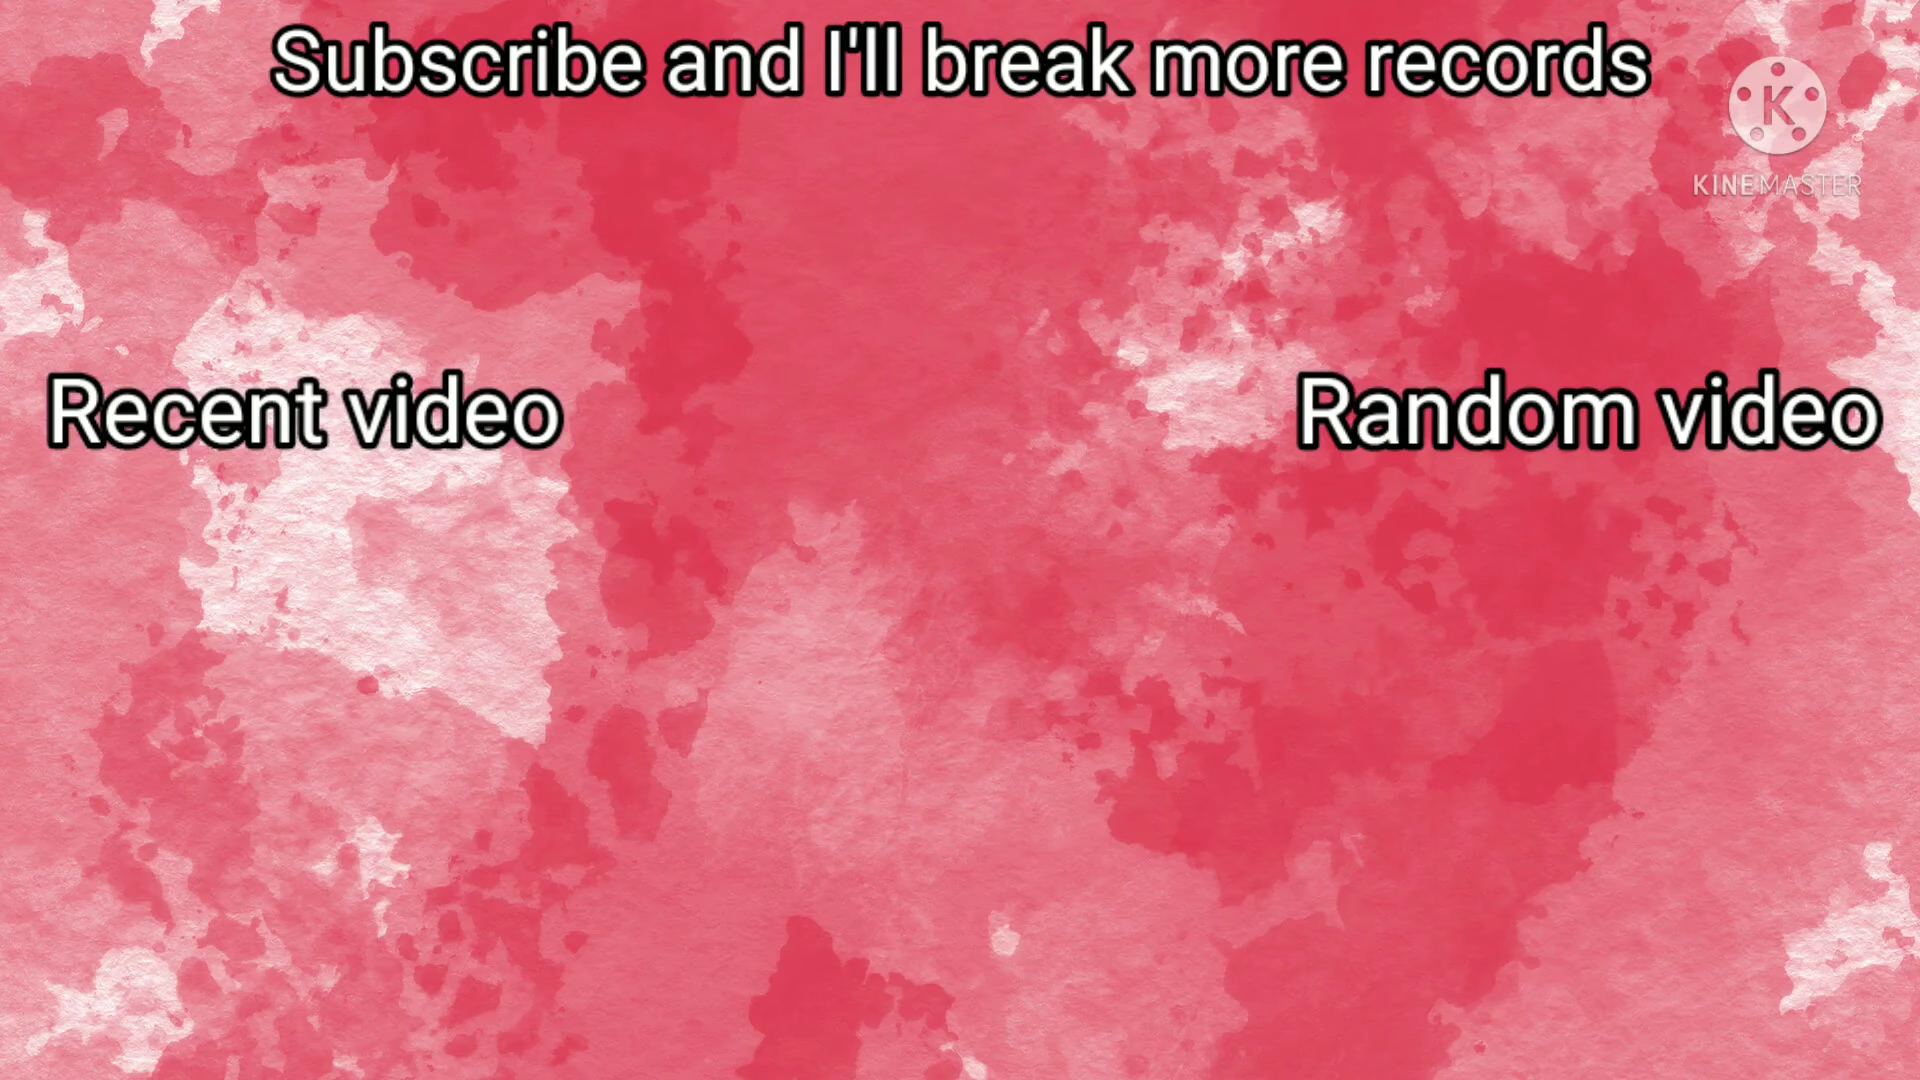 Subscribe and I'll break more records
K
KINEMASTER
Recent video
Random video